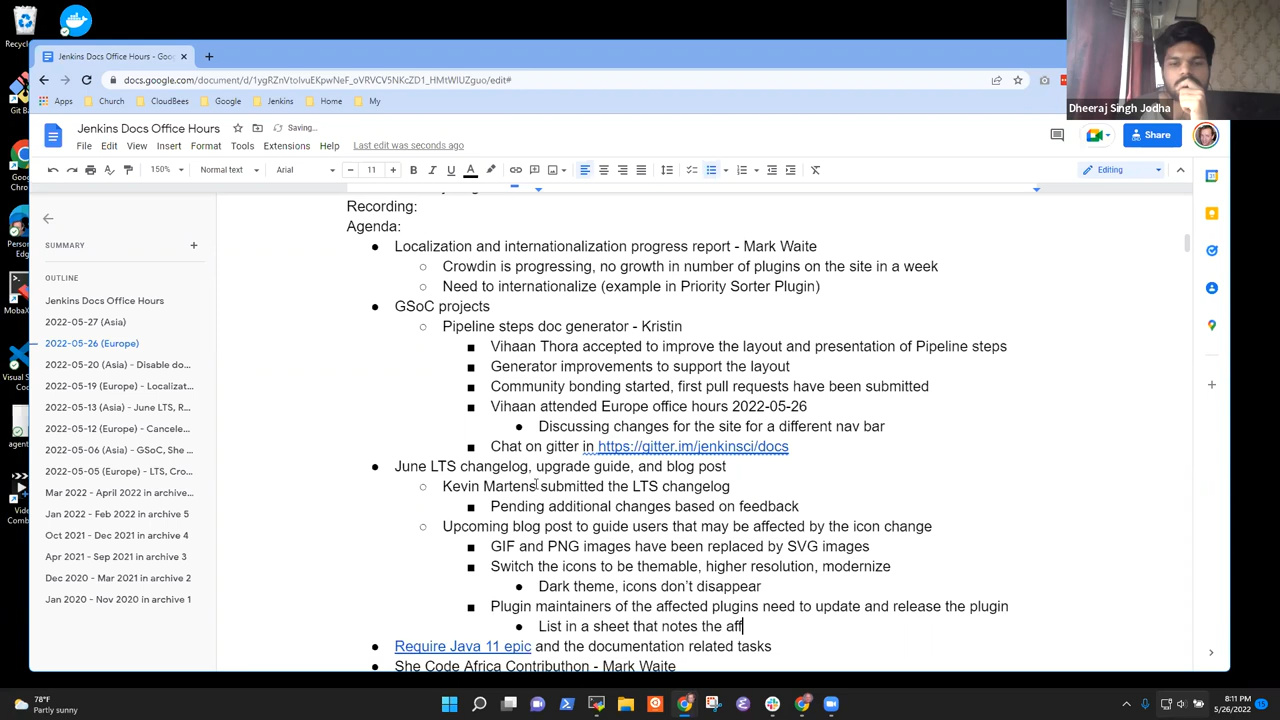 Recycl
Jenkins Docs Office Hours - Goo
docs.google.com/document/d/1ygRZnVtolvuEKpwNeF_oVRVCV5NKcZD1_HMtWlUZguo/edit#
Git Ba
Apps Church CloudBees Google Jenkins Home My
Dheeraj Singh Jodha
Jenkins Docs Office Hours Saving...
Share
File Edit View Insert Format Tools Extensions Help Last edit was seconds ago
Goo
Chro
150% Normal text Arial 11 Editing
Person
Edge
MobaX
Visual S
Cod
agent
Video
Comb
SUMMARY
OUTLINE
Jenkins Docs Office Hours
2022-05-27 (Asia)
2022-05-26 (Europe)
2022-05-20 (Asia) - Disable do...
2022-05-19 (Europe) - Localizat...
2022-05-13 (Asia) - June LTS, R...
2022-05-12 (Europe) - Cancele...
2022-05-06 (Asia) - GSoC, She ...
2022-05-05 (Europe) - LTS, Cro...
Mar 2022 - April 2022 in archive...
Jan 2022 - Feb 2022 in archive 5
Oct 2021 - Dec 2021 in archive 4
Apr 2021 - Sep 2021 in archive 3
Dec 2020 - Mar 2021 in archive 2
Jan 2020 - Nov 2020 in archive 1
Recording:
Agenda:
Localization and internationalization progress report - Mark Waite
Crowdin is progressing, no growth in number of plugins on the site in a week
Need to internationalize (example in Priority Sorter Plugin)
GSoC projects
Pipeline steps doc generator - Kristin
Vihaan Thora accepted to improve the layout and presentation of Pipeline steps
Generator improvements to support the layout
Community bonding started, first pull requests have been submitted
Vihaan attended Europe office hours 2022-05-26
Discussing changes for the site for a different nav bar
Chat on gitter in https://gitter.im/jenkinsci/docs
June LTS changelog, upgrade guide, and blog post
Kevin Martens submitted the LTS changelog
Pending additional changes based on feedback
Upcoming blog post to guide users that may be affected by the icon change
GIF and PNG images have been replaced by SVG images
Switch the icons to be themable, higher resolution, modernize
Dark theme, icons don't disappear
Plugin maintainers of the affected plugins need to update and release the plugin
List in a sheet that notes the aff
Require Java 11 epic and the documentation related tasks
She Code Africa Contributhon - Mark Waite
78°F
Partly sunny
8:11 PM
5/26/2022